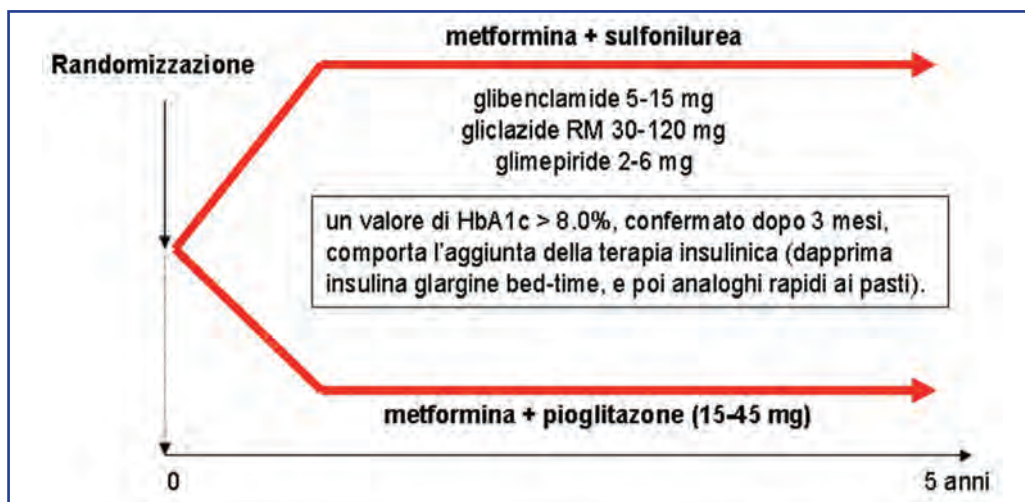 metformina + sulfonilurea
Randomizzazione
glibenclamide 5-15 mg
gliclazide RM 30-120 mg
glimepiride 2-6 mg
un valore di HbA1c > 8.0%, confermato dopo 3 mesi,
comporta l'aggiunta della terapia insulinica (dapprima
insulina glargine bed-time, e poi analoghi rapidi ai pasti).
metformina + pioglitazone (15-45 mg)
0
5 anni